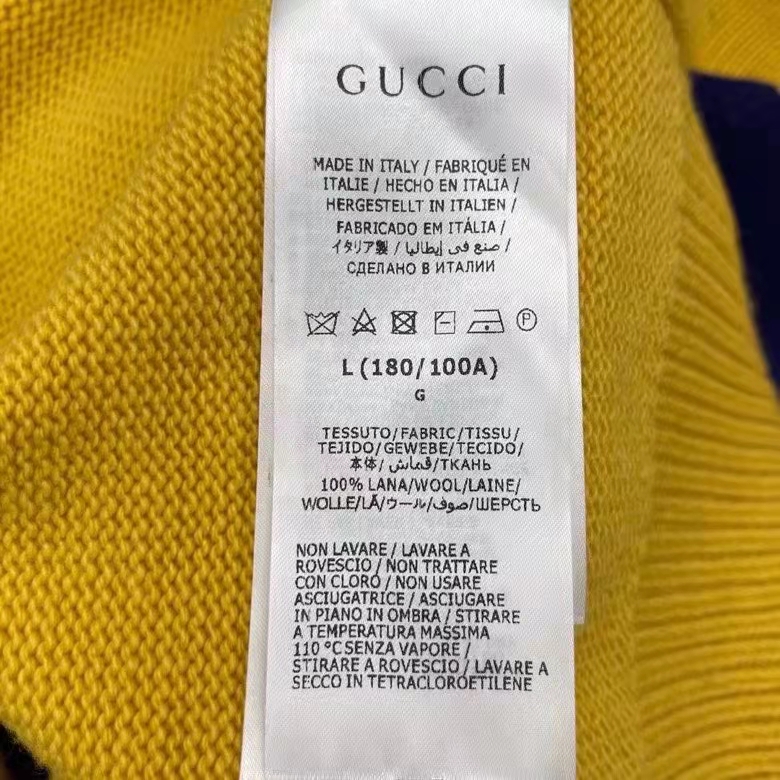 GUCCI
MADE IN ITALY / FABRIQUÉ EN
ITALIE / HECHO EN ITALIA /
HERGESTELLT IN ITALIEN /
FABRICADO EM ITÁLIA /
イタリア製 / صنع في إيطاليا /
СДЕЛАНО В ИТАЛИИ
P
L (180/100A)
G
TESSUTO/FABRIC/TISSU/
TEJIDO/GEWEBE/TECIDO/
本体/قماش/ТКАНЬ
100% LANA/WOOL/LAINE/
WOLLE/LÃ/ウール/صوف/ШЕРСТЬ
NON LAVARE / LAVARE A
ROVESCIO / NON TRATTARE
CON CLORO / NON USARE
ASCIUGATRICE / ASCIUGARE
IN PIANO IN OMBRA / STIRARE
A TEMPERATURA MASSIMA
110 °C SENZA VAPORE /
STIRARE A ROVESCIO / LAVARE A
SECCO IN TETRACLOROETILENE